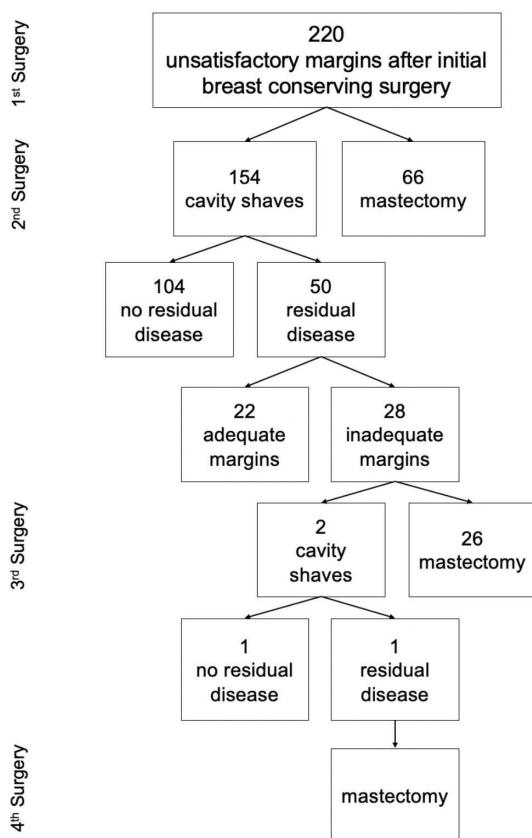 1st Surgery
220
unsatisfactory margins after initial
breast conserving surgery
2nd Surgery
154
cavity shaves
66
mastectomy
104
no residual
disease
50
residual
disease
22
adequate
margins
28
inadequate
margins
3rd Surgery
2
cavity
shaves
26
mastectomy
1
no residual
disease
1
residual
disease
4th Surgery
mastectomy